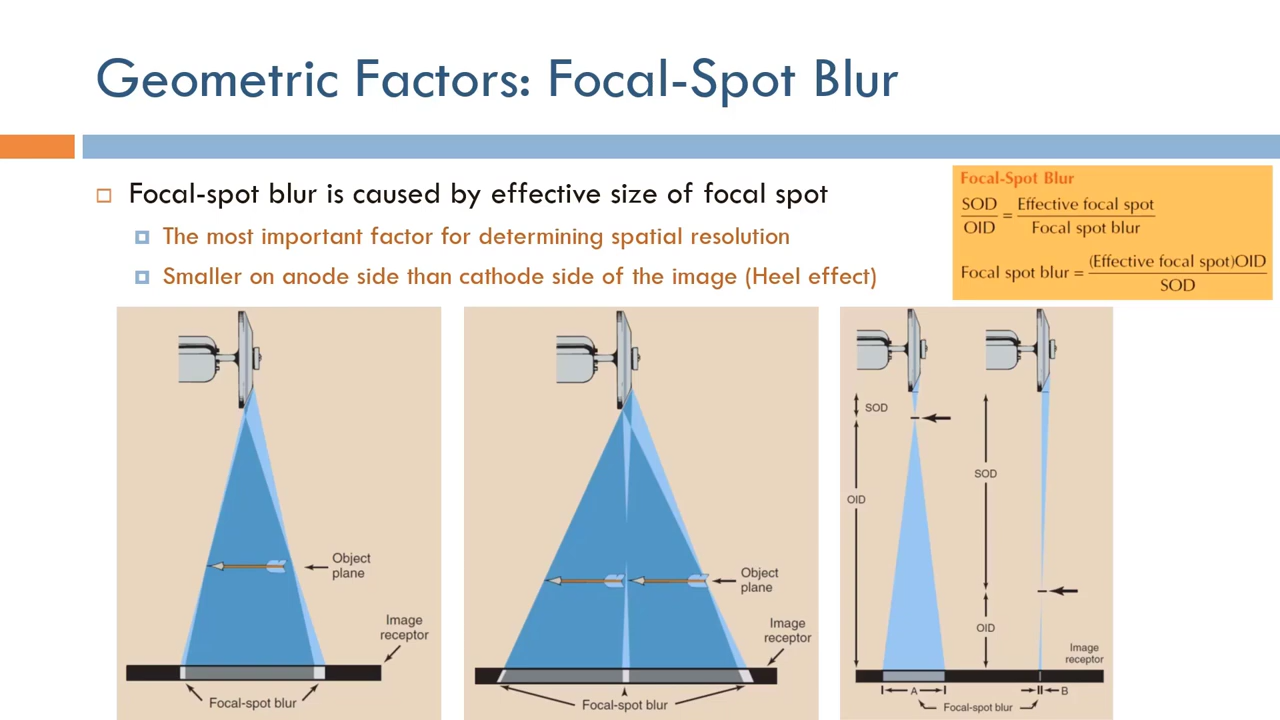 Geometric Factors: Focal-Spot Blur
Focal-spot blur is caused by effective size of focal spot
The most important factor for determining spatial resolution
Smaller on anode side than cathode side of the image (Heel effect)
Focal-Spot Blur
SOD
OID
=
Effective focal spot
Focal spot blur
Focal spot blur =
(Effective focal spot)OID
SOD
Object
plane
Image
receptor
Focal-spot blur
Object
plane
Image
receptor
Focal-spot blur
SOD
OID
SOD
OID
Image
receptor
A
B
Focal-spot blur